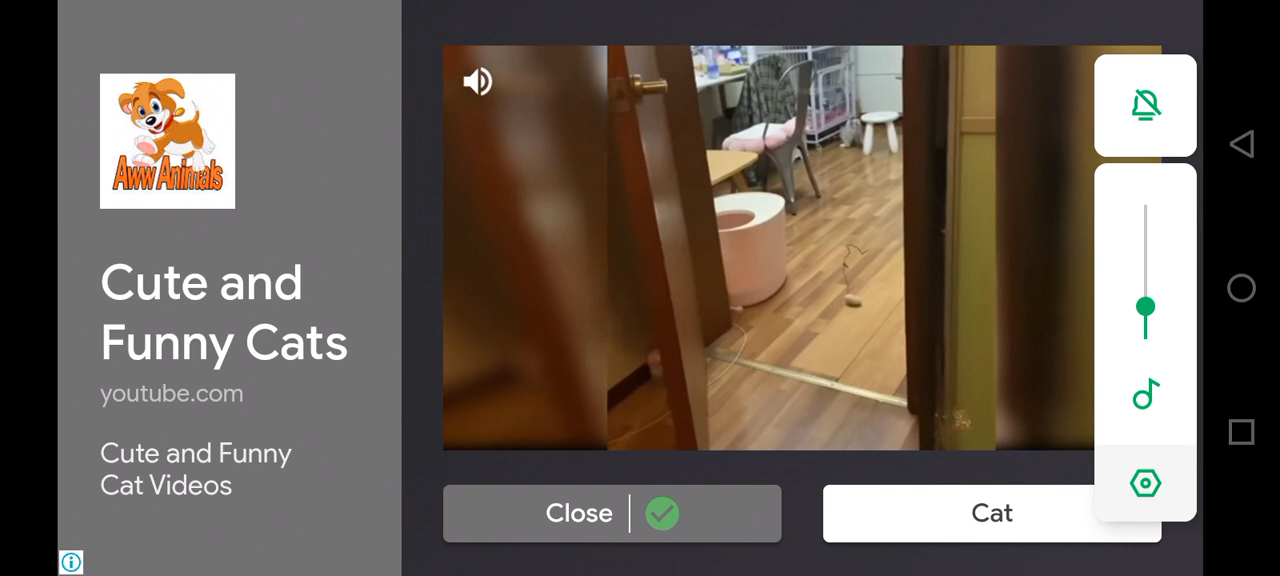 Aww Animals
Cute and
Funny Cats
youtube.com
Cute and Funny
Cat Videos
Close
Cat